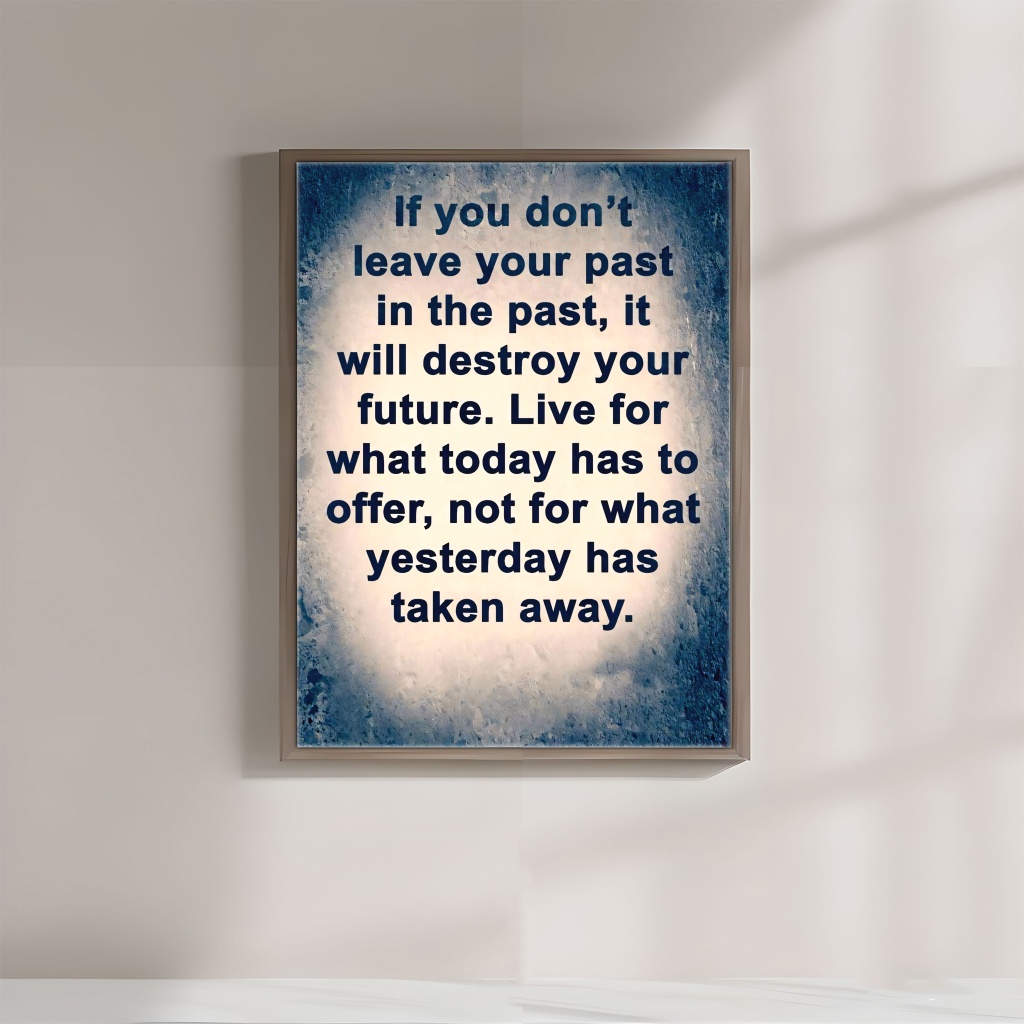 If you don’t
leave your past
in the past, it
will destroy your
future. Live for
what today has to
offer, not for what
yesterday has
taken away.